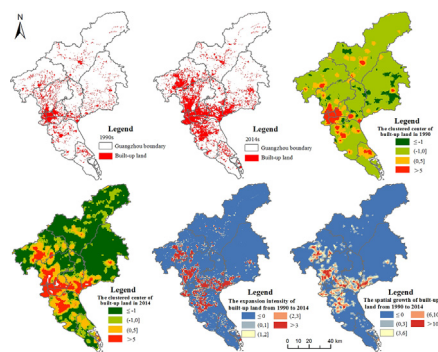 N
1990s
Legend
Guangzhou boundary
Built-up land
2014s
Legend
Guangzhou boundary
Built-up land
Legend
The clustered center of
built-up land in 1990
≤-1
(-1,0]
(0,5]
>5
Legend
The clustered center of
built-up land in 2014
≤-1
(-1,0]
(0,5]
>5
Legend
The expansion intensity of
built-up land from 1990 to 2014
≤0
(2,3]
(0,1]
>3
(1,2]
Legend
The spatial growth of built-up
land from 1990 to 2014
≤0
(6,10
(0,3]
>10
(3,6]
0
20
40 km